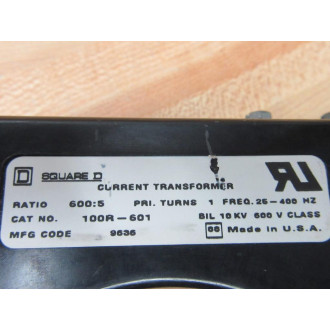 D SQUARE D
CURRENT TRANSFORMER
RATIO 600:5 PRI. TURNS 1 FREQ. 25-400 HZ
CAT NO. 100R-601 BIL 10 KV 600 V CLASS
MFG CODE 9636 Made in U.S.A.